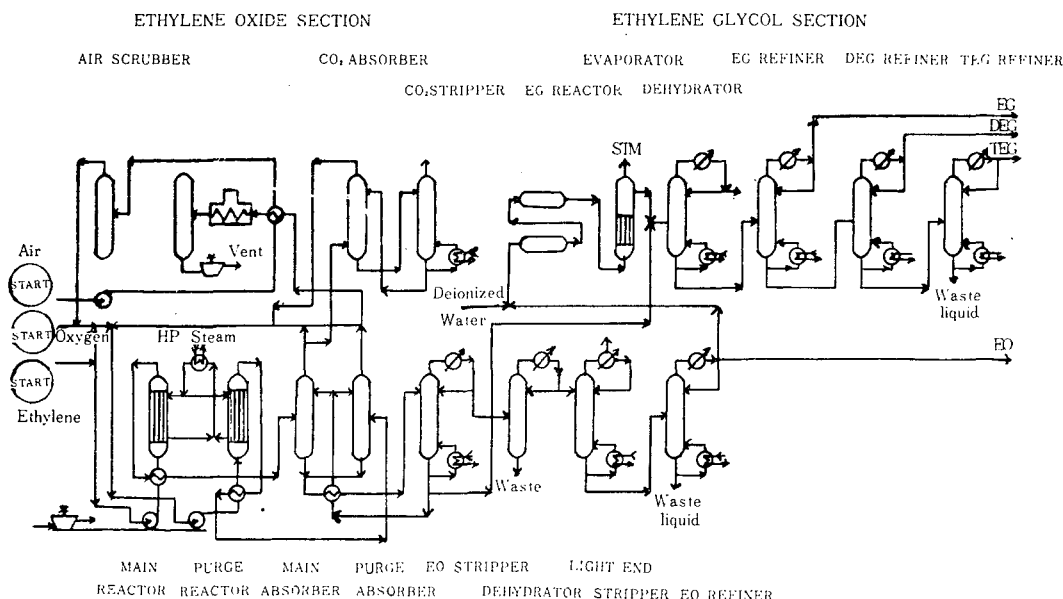 ETHYLENE OXIDE SECTION
ETHYLENE GLYCOL SECTION
AIR SCRUBBER
CO₂ ABSORBER
EVAPORATOR
EG REFINER
DEG REFINER
TEG REFINER
CO₂STRIPPER
EG REACTOR
DEHYDRATOR
EG
DEG
TEG
STM
Air
START
Vent
Deionized
Water
Waste
liquid
START
Oxygen
HP Steam
EO
START
Ethylene
Waste
Waste
liquid
MAIN
REACTOR
PURGE
REACTOR
MAIN
ABSORBER
PURGE
ABSORBER
EO STRIPPER
DEHYDRATOR
LIGHT END
STRIPPER
EO REFINER